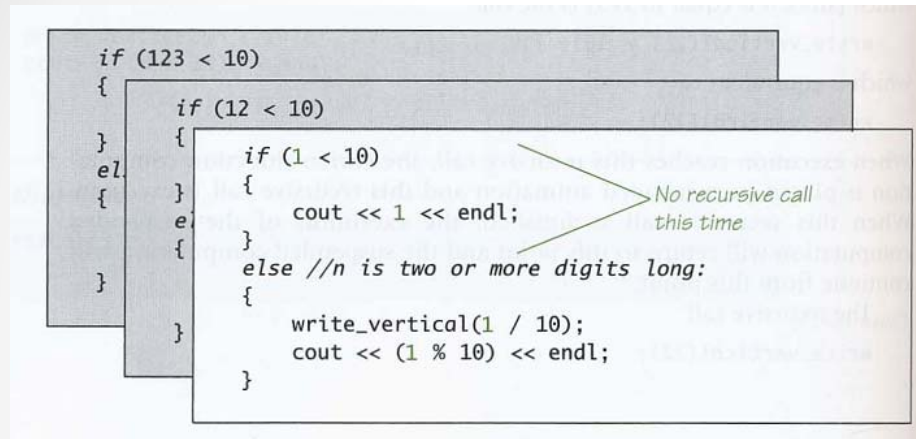 if (123 < 10)
{
if (12 < 10)
{
if (1 < 10)
{
cout << 1 << endl;
}
else //n is two or more digits long:
{
write_vertical(1 / 10);
cout << (1 % 10) << endl;
}
No recursive call
this time
}
el
{
}
}
e
{
}